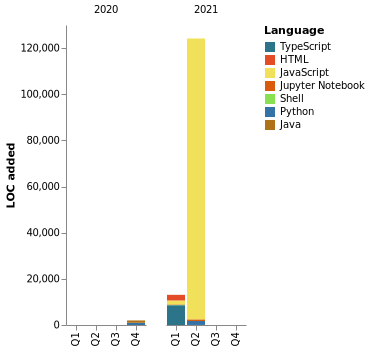 2020
2021
Language
TypeScript
HTML
JavaScript
Jupyter Notebook
Shell
Python
Java
LOC added
120,000
100,000
80,000
60,000
40,000
20,000
0
Q1
Q2
Q3
Q4
Q1
Q2
Q3
Q4